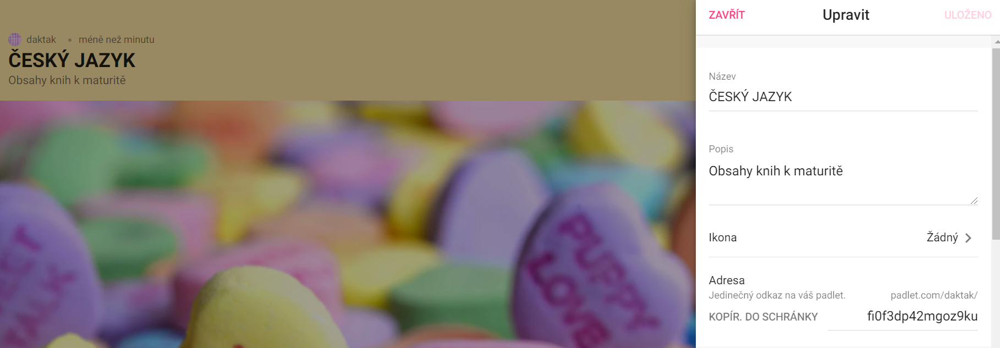 daktak • méně než minutu
ČESKÝ JAZYK
Obsahy knih k maturitě
PUPPY
LOVE
TALK
ZAVŘÍT Upravit ULOŽENO
Název
ČESKÝ JAZYK
Popis
Obsahy knih k maturitě
Ikona Žádný
Adresa
Jedinečný odkaz na váš padlet. padlet.com/daktak/
KOPÍR. DO SCHRÁNKY fi0f3dp42mgoz9ku